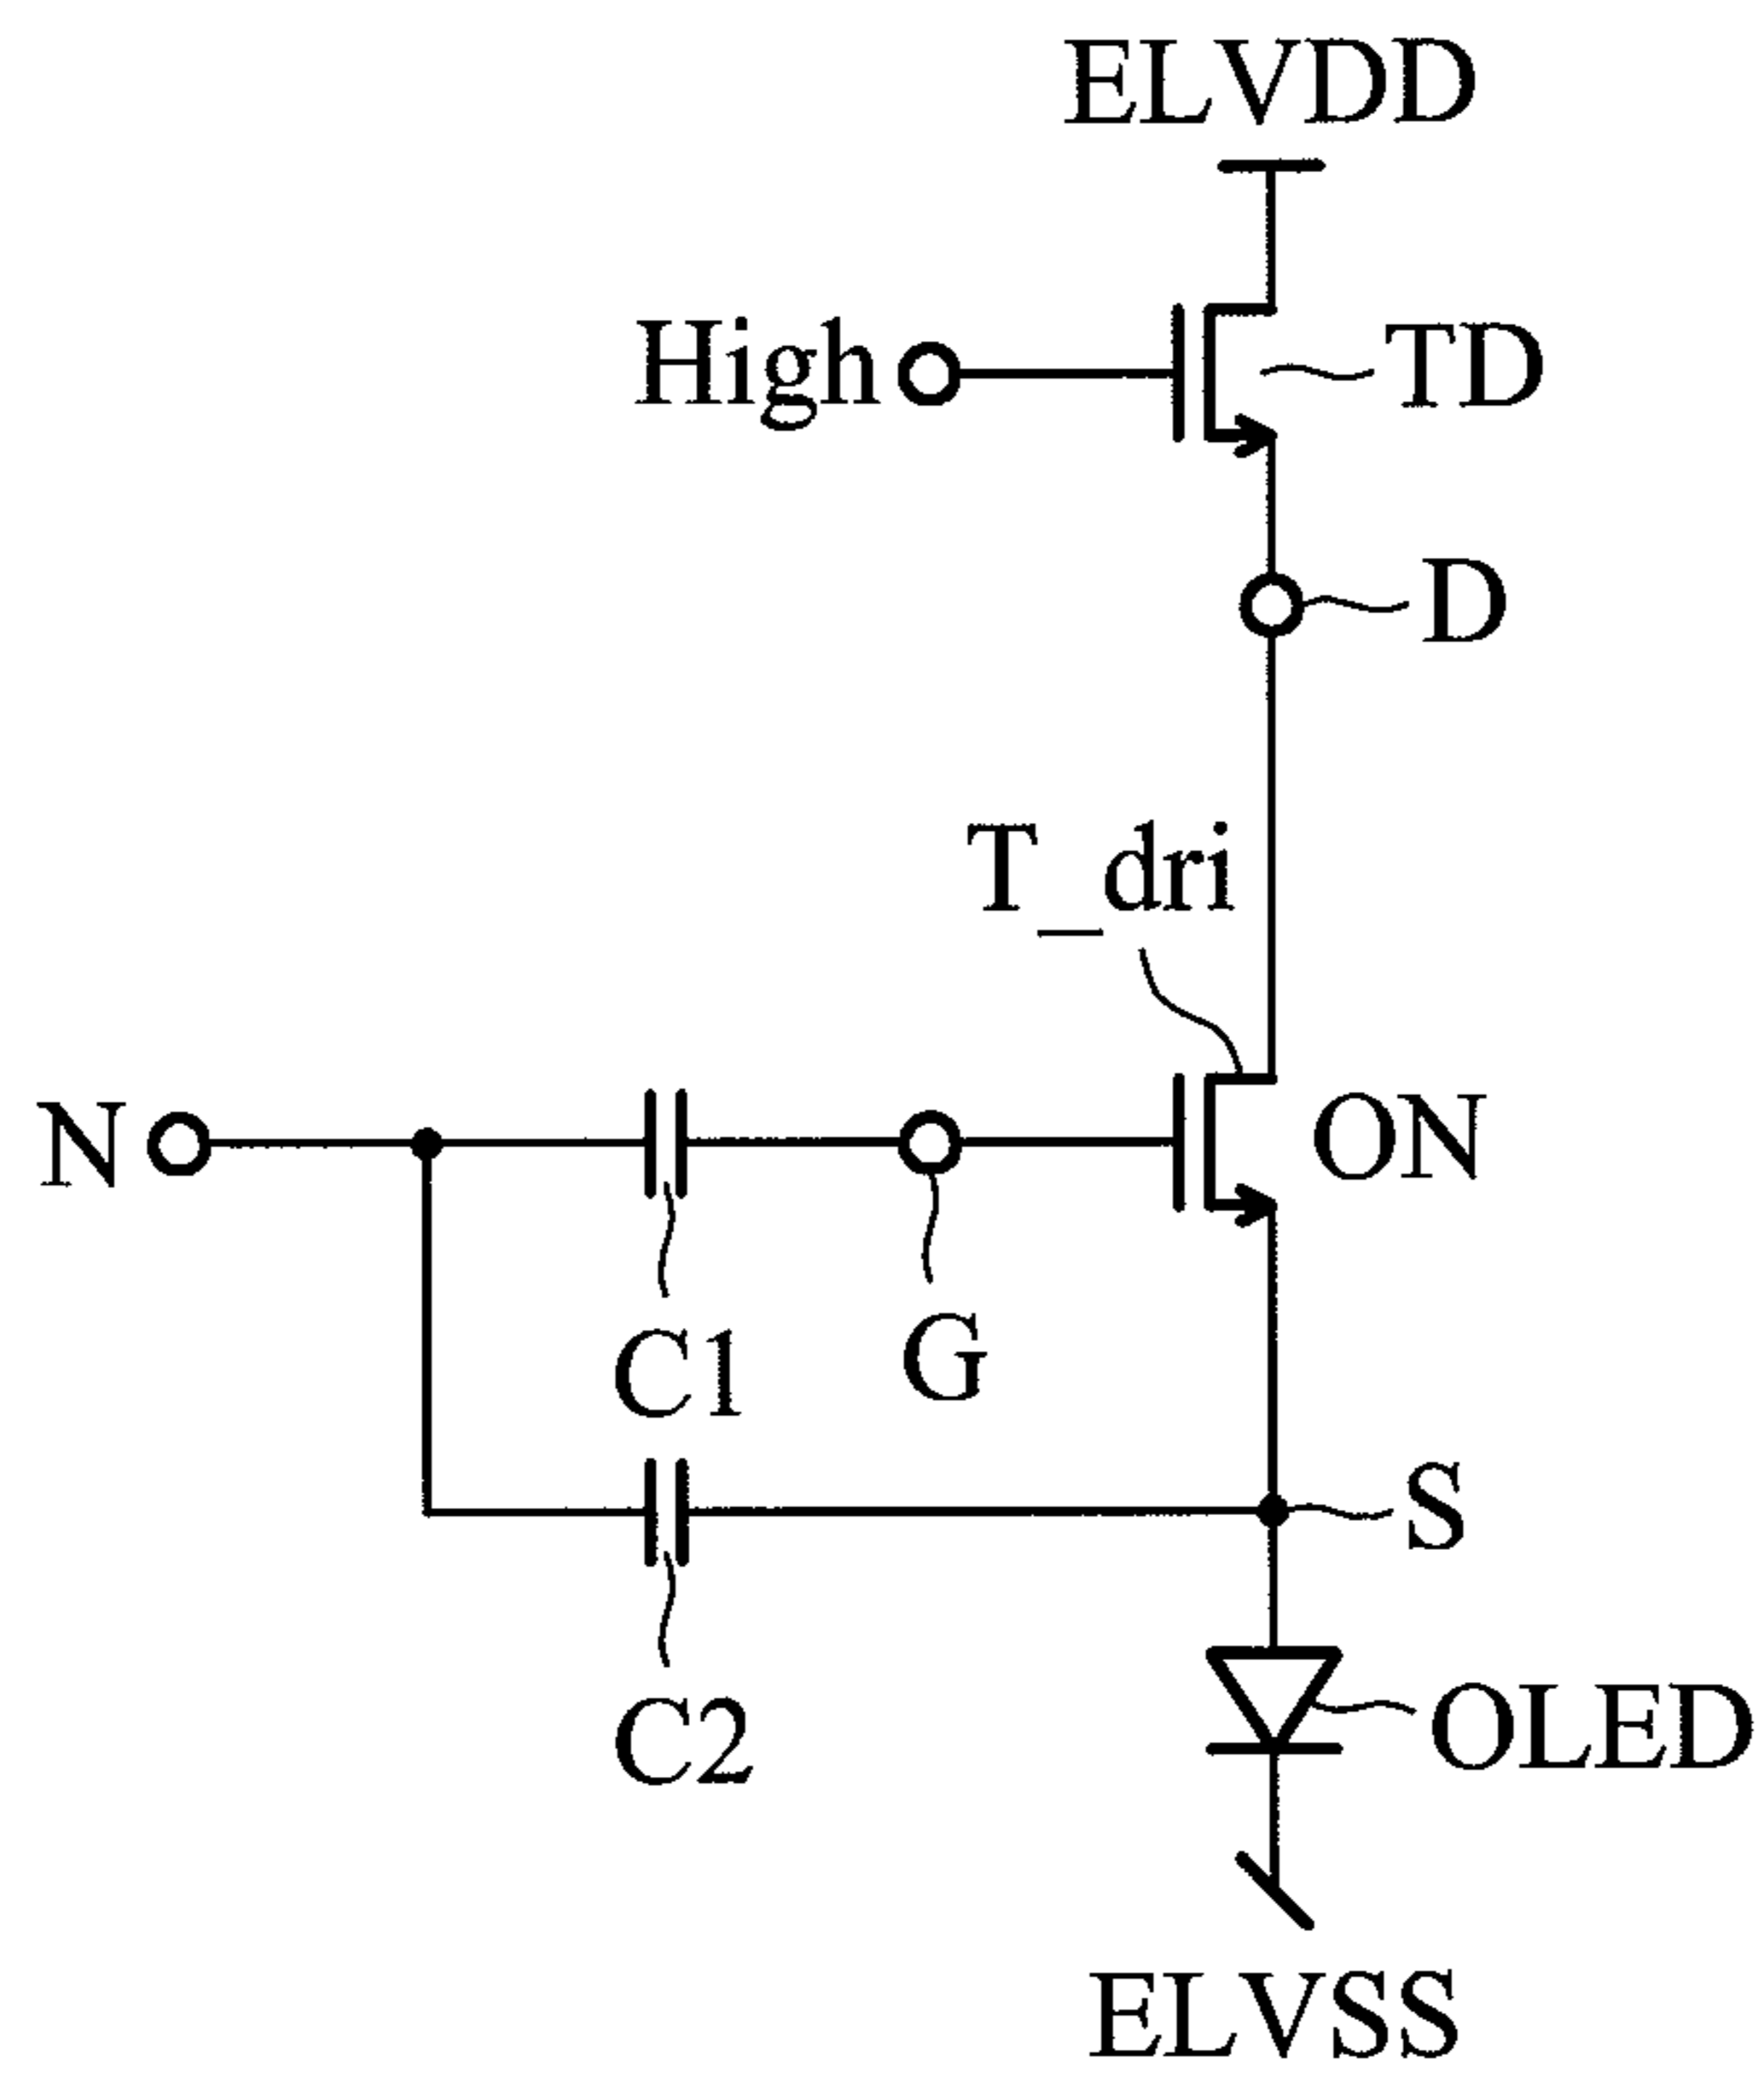 ELVDD
High
TD
D
T_dri
N
ON
C1
G
S
C2
OLED
ELVSS